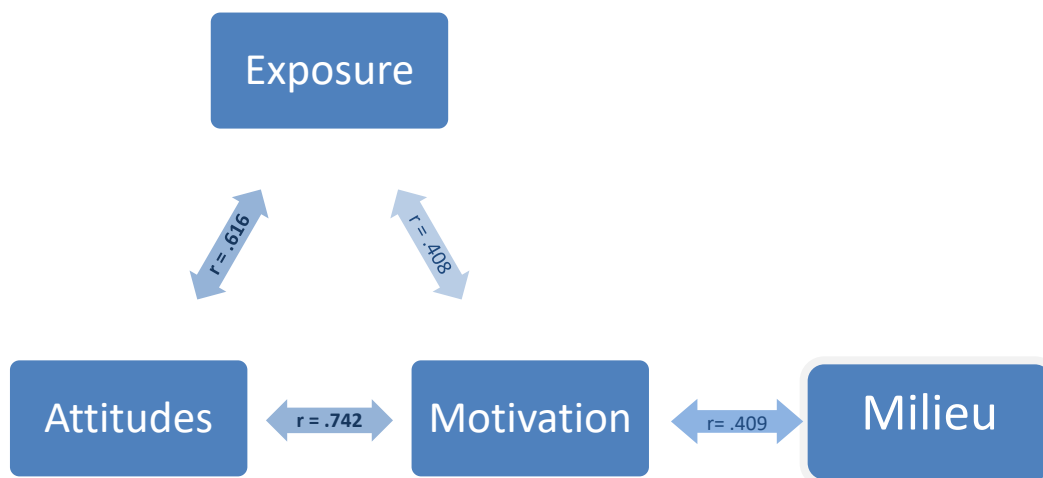 Exposure
r = .616
r = .408
Attitudes
r = .742
Motivation
r= .409
Milieu